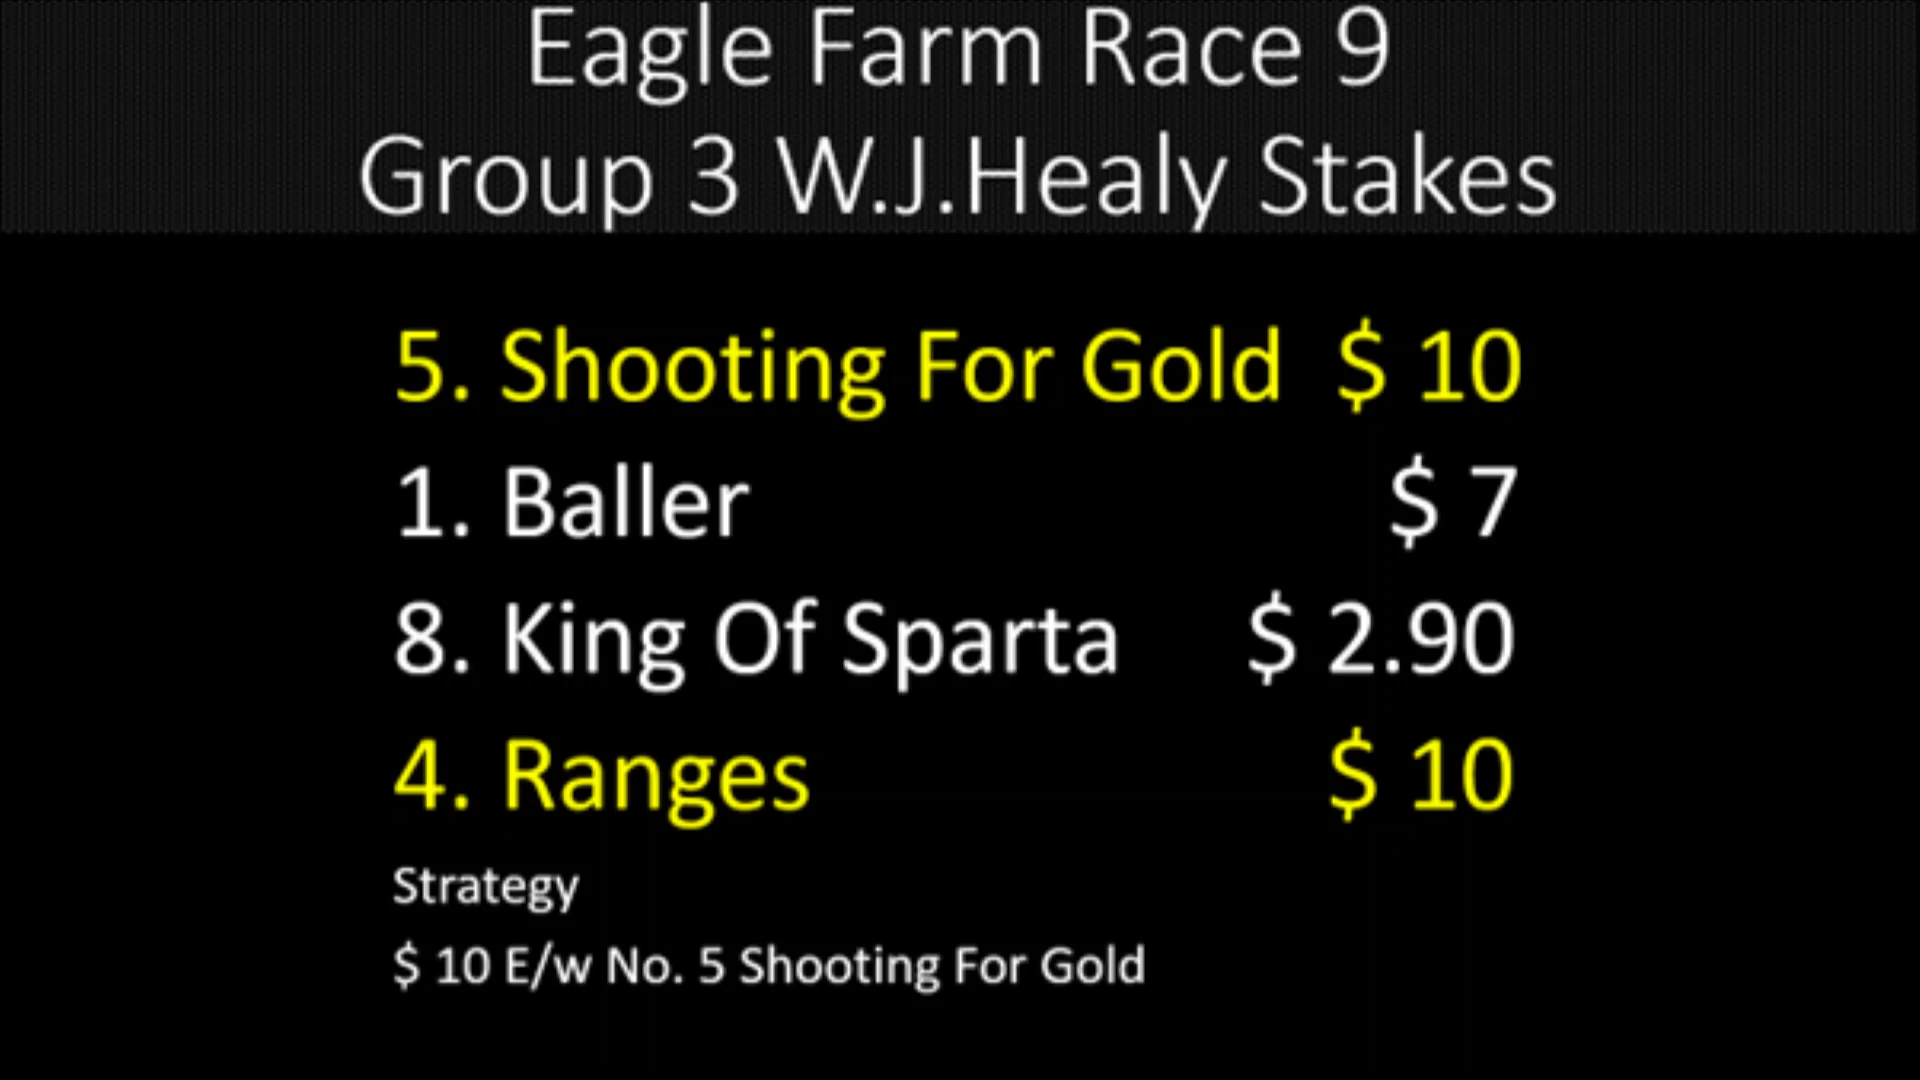 Eagle Farm Race 9
Group 3 W.J.Healy Stakes
5. Shooting For Gold $ 10
1. Baller $ 7
8. King Of Sparta $ 2.90
4. Ranges $ 10
Strategy
$ 10 E/w No. 5 Shooting For Gold